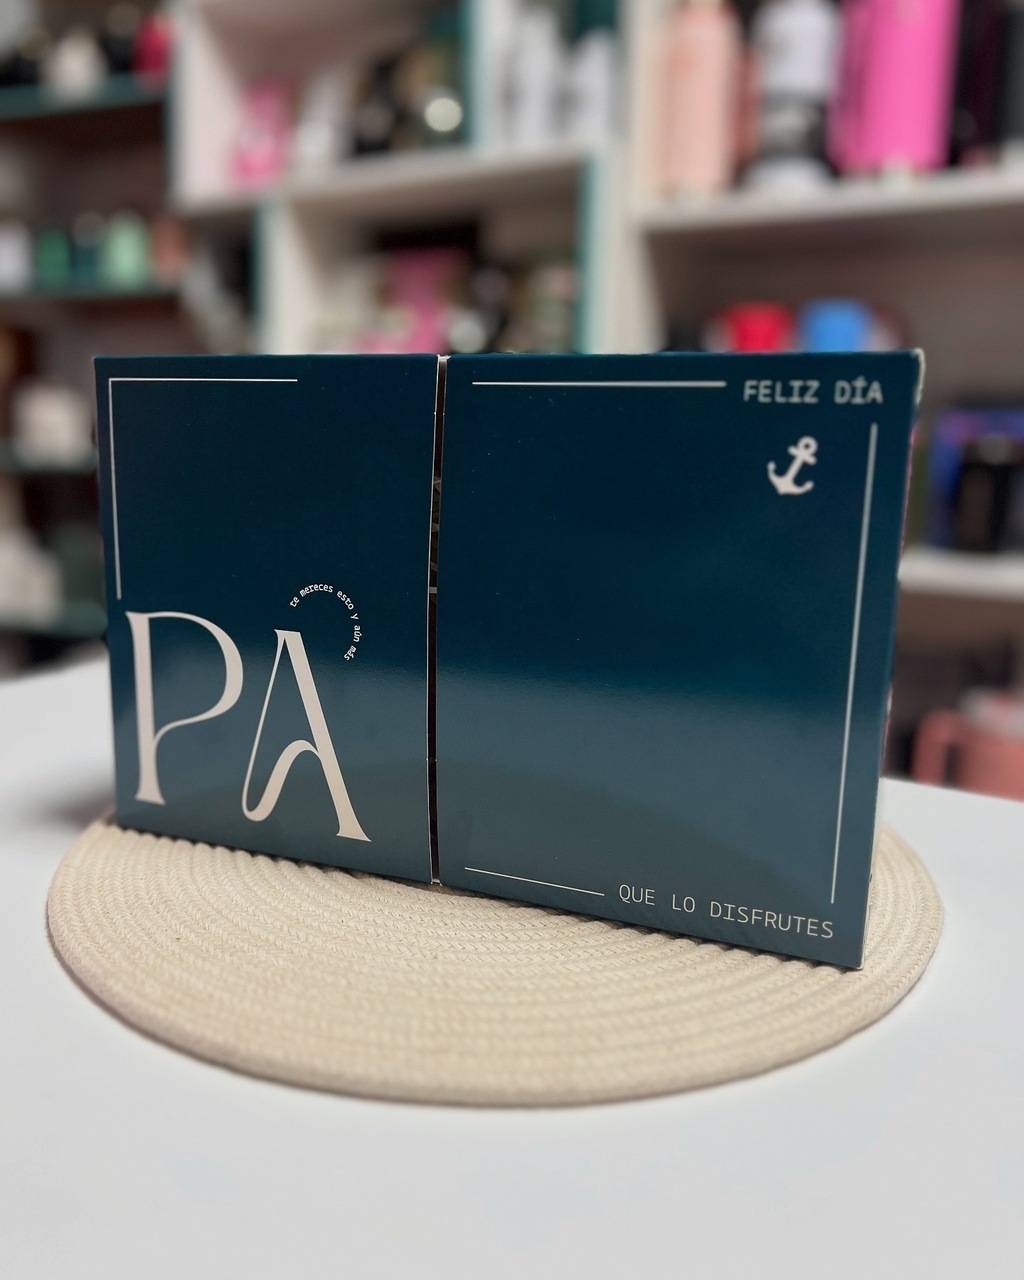 FELIZ DÍA
te mereces esto y aún más
PA
QUE LO DISFRUTES